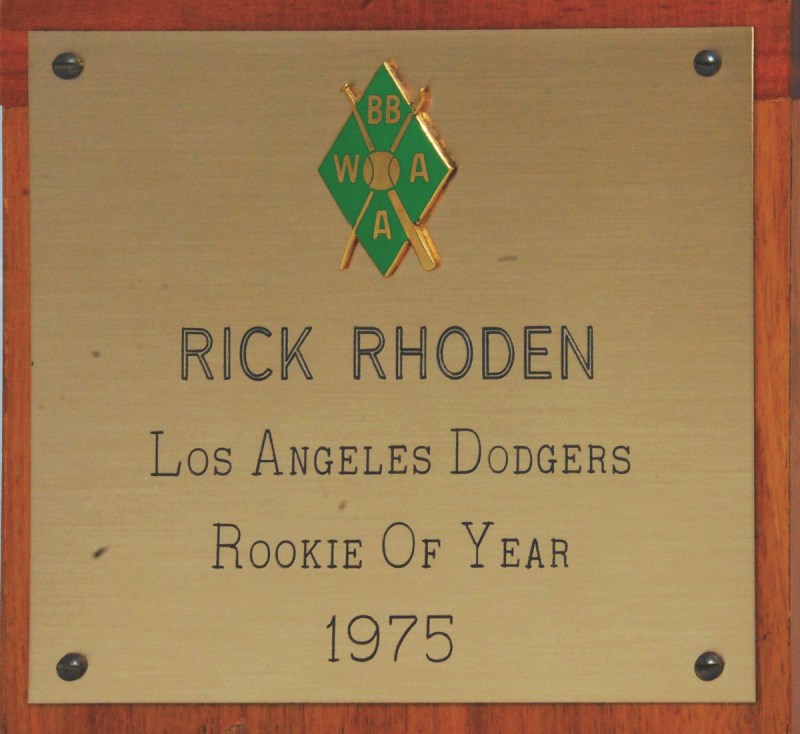 BB
W A
A
RICK RHODEN
LOS ANGELES DODGERS
ROOKIE OF YEAR
1975